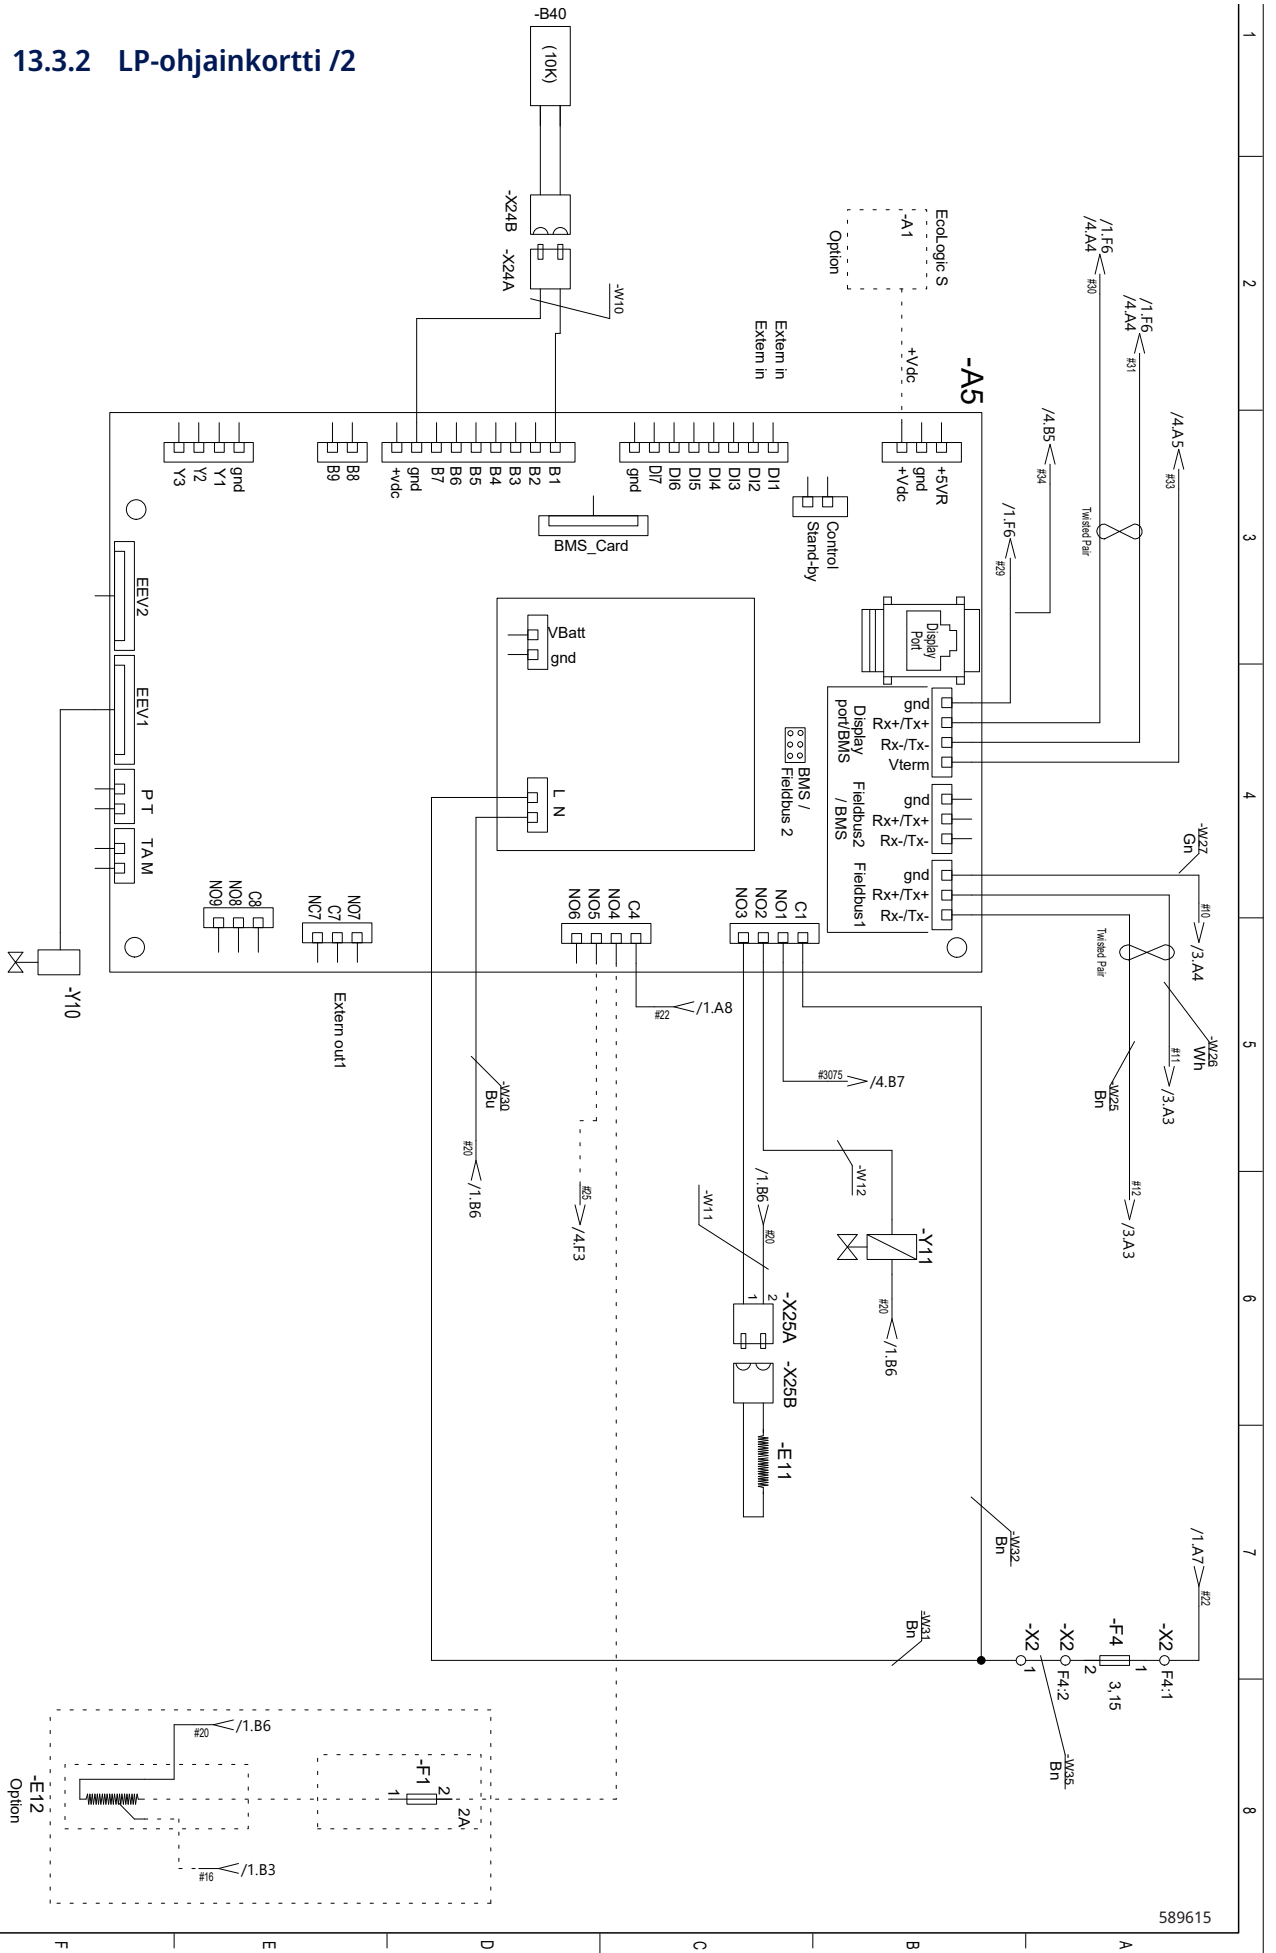 13.3.2 LP-ohjainkortti /2
-B40
(10K)
-X24B
-X24A
-W10
EcoLogic S
-A1
Option
+Vdc
Extern in
Extern in
/1.F6
/4.A4
#30
/1.F6
/4.A4
#31
-A5
/4.B5
#34
/4.A5
#33
/1.F6
#29
Twisted Pair
Y3
Y2
Y1
gnd
B9
B8
+vdc
gnd
B7
B6
B5
B4
B3
B2
B1
gnd
DI7
DI6
DI5
DI4
DI3
DI2
DI1
+Vdc
gnd
+5VR
BMS_Card
Control
Stand-by
Display
Port
EEV2
EEV1
VBatt
gnd
gnd
Rx+/Tx+
Rx-/Tx-
Vterm
Display
port/BMS
BMS /
Fieldbus 2
gnd
Rx+/Tx+
Rx-/Tx-
Fieldbus2
/ BMS
gnd
Rx+/Tx+
Rx-/Tx-
Fieldbus1
L N
P T
T A M
NO9
NO8
C8
NC7
C7
NO7
NO6
NO5
NO4
C4
NO3
NO2
NO1
C1
-W27
Gn
#10
/3.A4
Twisted Pair
-W26
Wh
#11
/3.A3
-W25
Bn
#12
/3.A3
-Y10
Extern out1
/1.A8
#22
#3075
/4.B7
-W30
Bu
#20
/1.B6
#25
/4.F3
-W12
-W11
/1.B6
#20
-Y11
#20
/1.B6
1
2
-X25A
-X25B
-E11
-W32
Bn
-W31
Bn
/1.A7
#22
-X2
1
-X2
F4:2
-F4
2
1
3,15
-X2
F4:1
-W35
Bn
/1.B6
#20
-F1
1
2
2A
-E12
Option
/1.B3
#16
589615
1
2
3
4
5
6
7
8
F
E
D
C
B
A